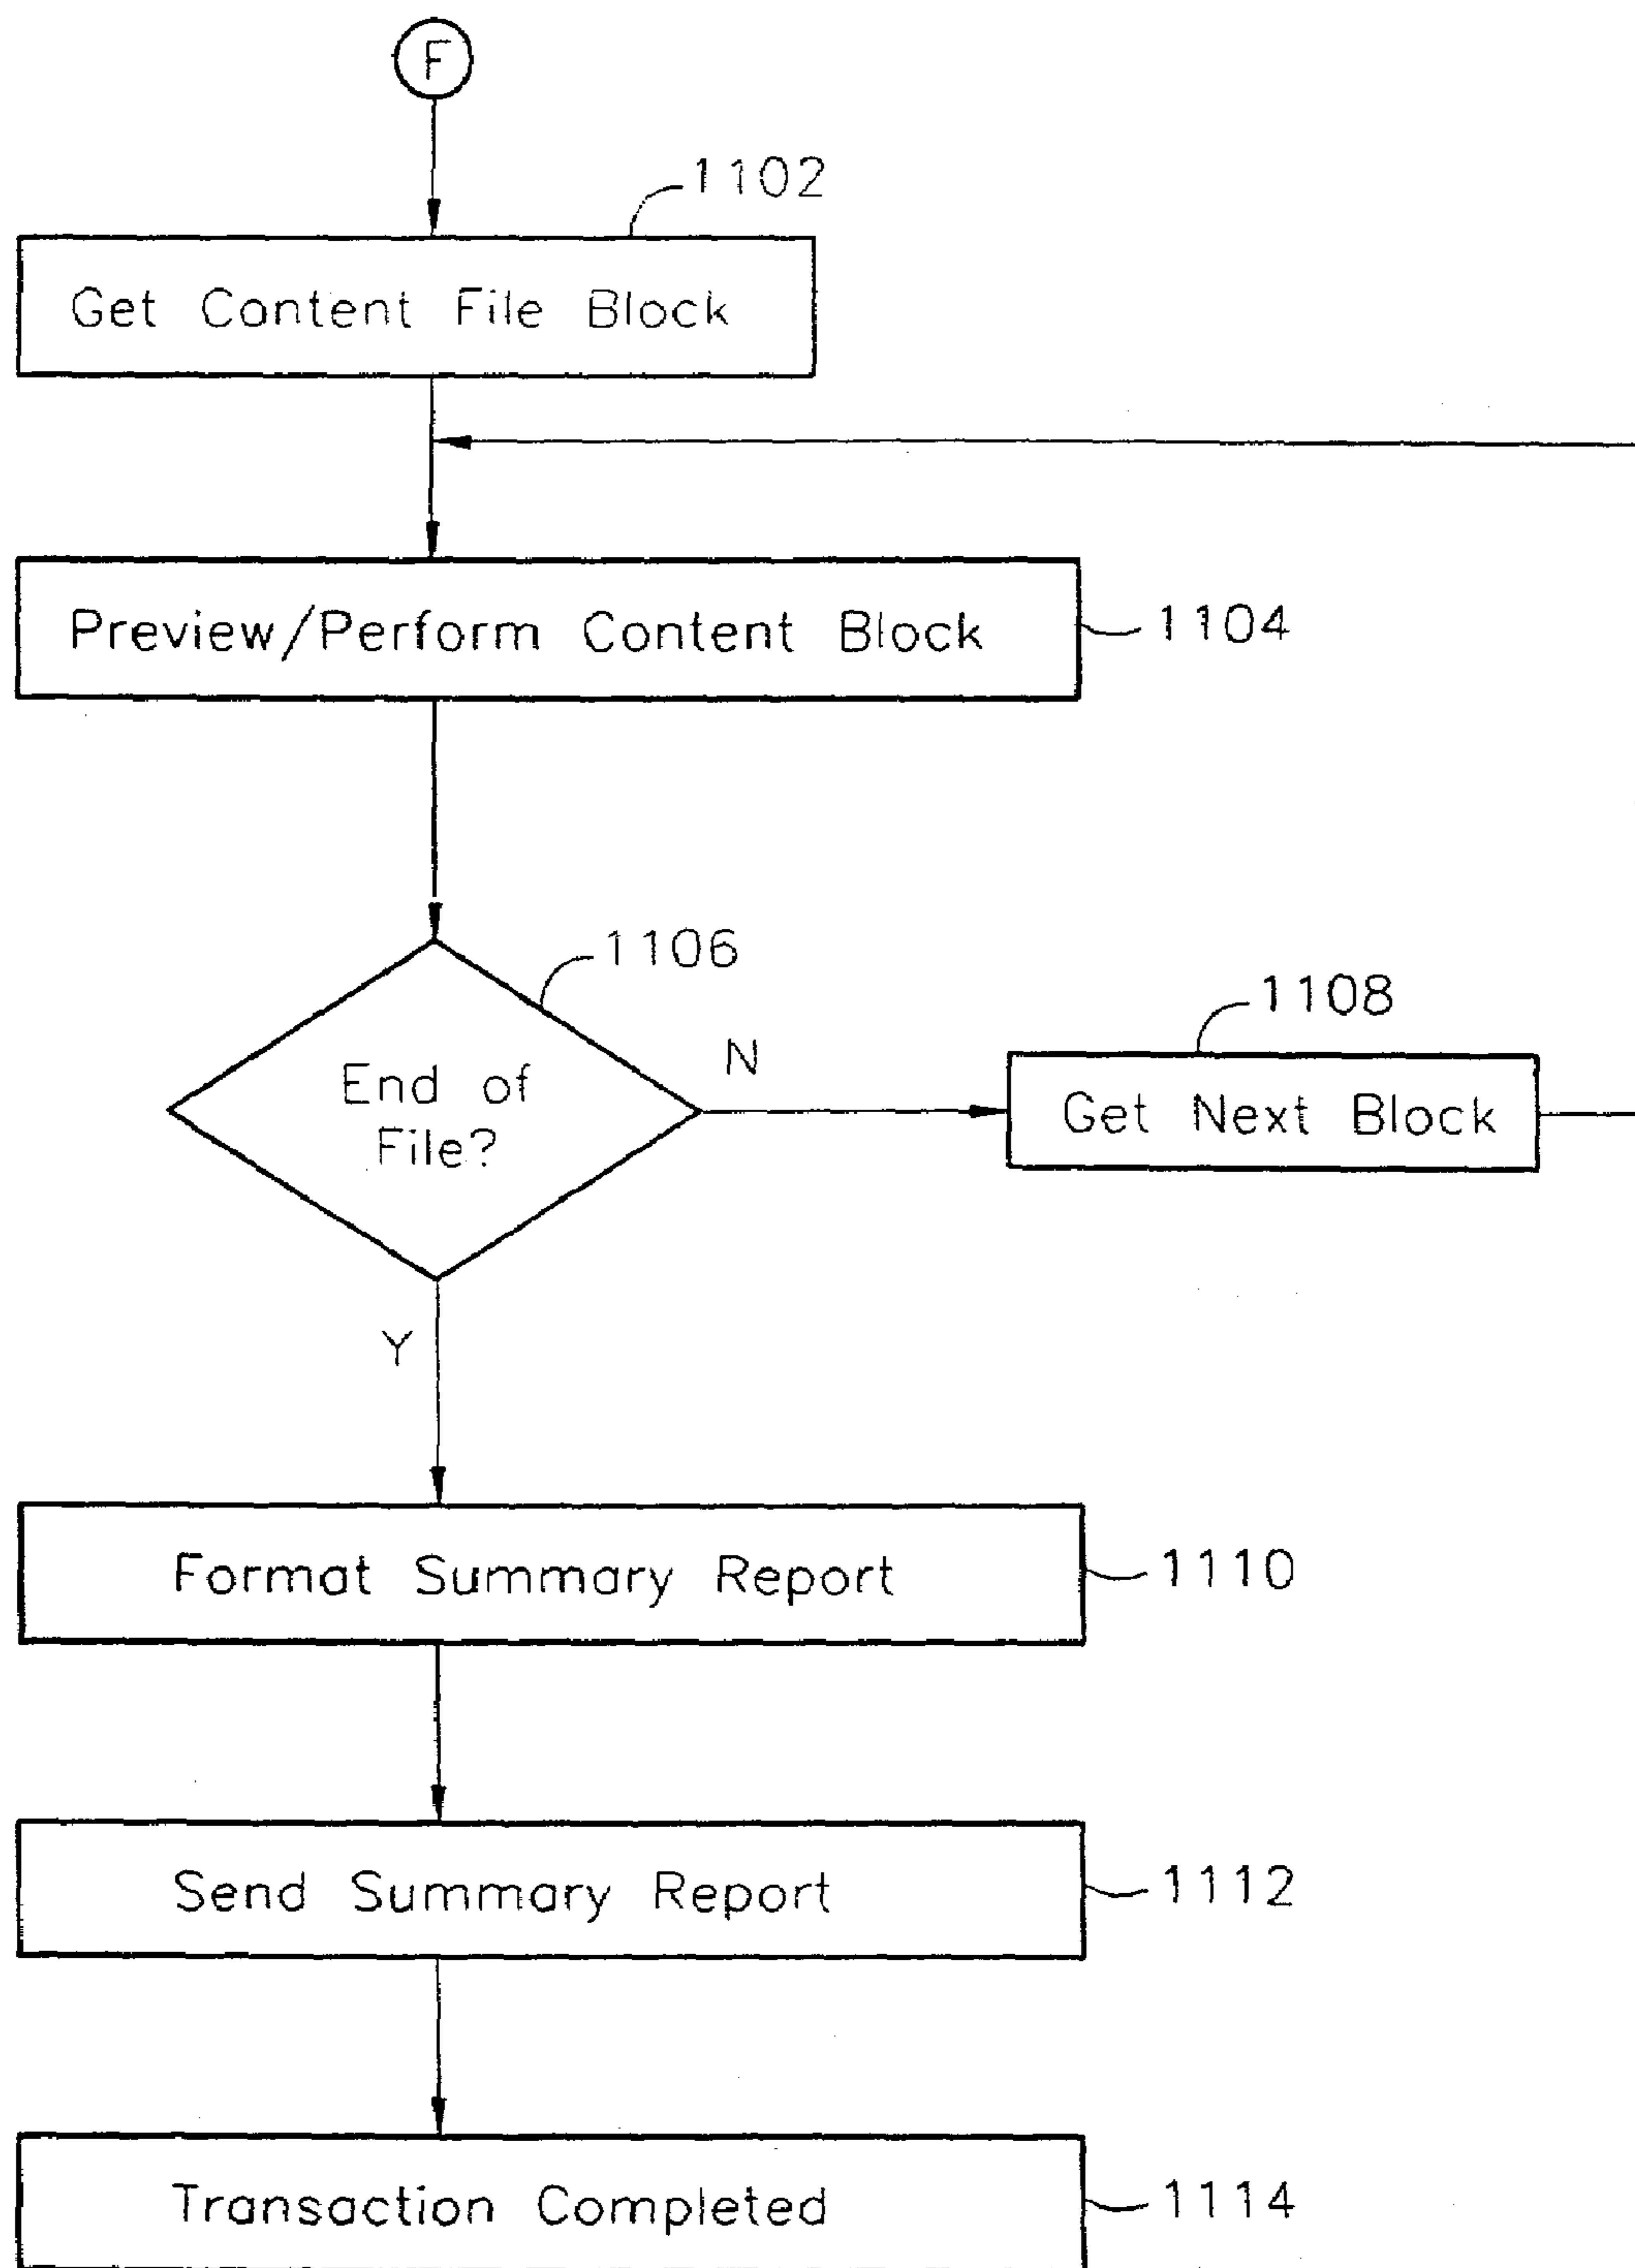 F
1102
Get Content File Block
Preview/Perform Content Block
1104
1106
End of
File?
N
1108
Get Next Block
Y
Format Summary Report
1110
Send Summary Report
1112
Transaction Completed
1114